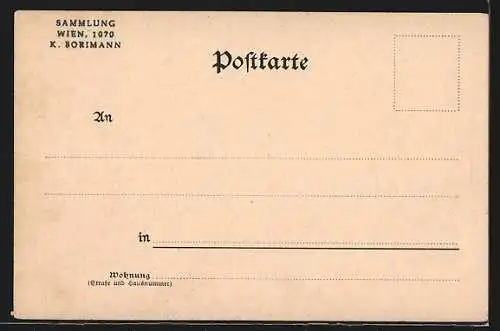 SAMMLUNG
WIEN, 1070
K. BORIMANN
Poſtkarte
An
in
Wohnung
(Straße und Hausnummer)